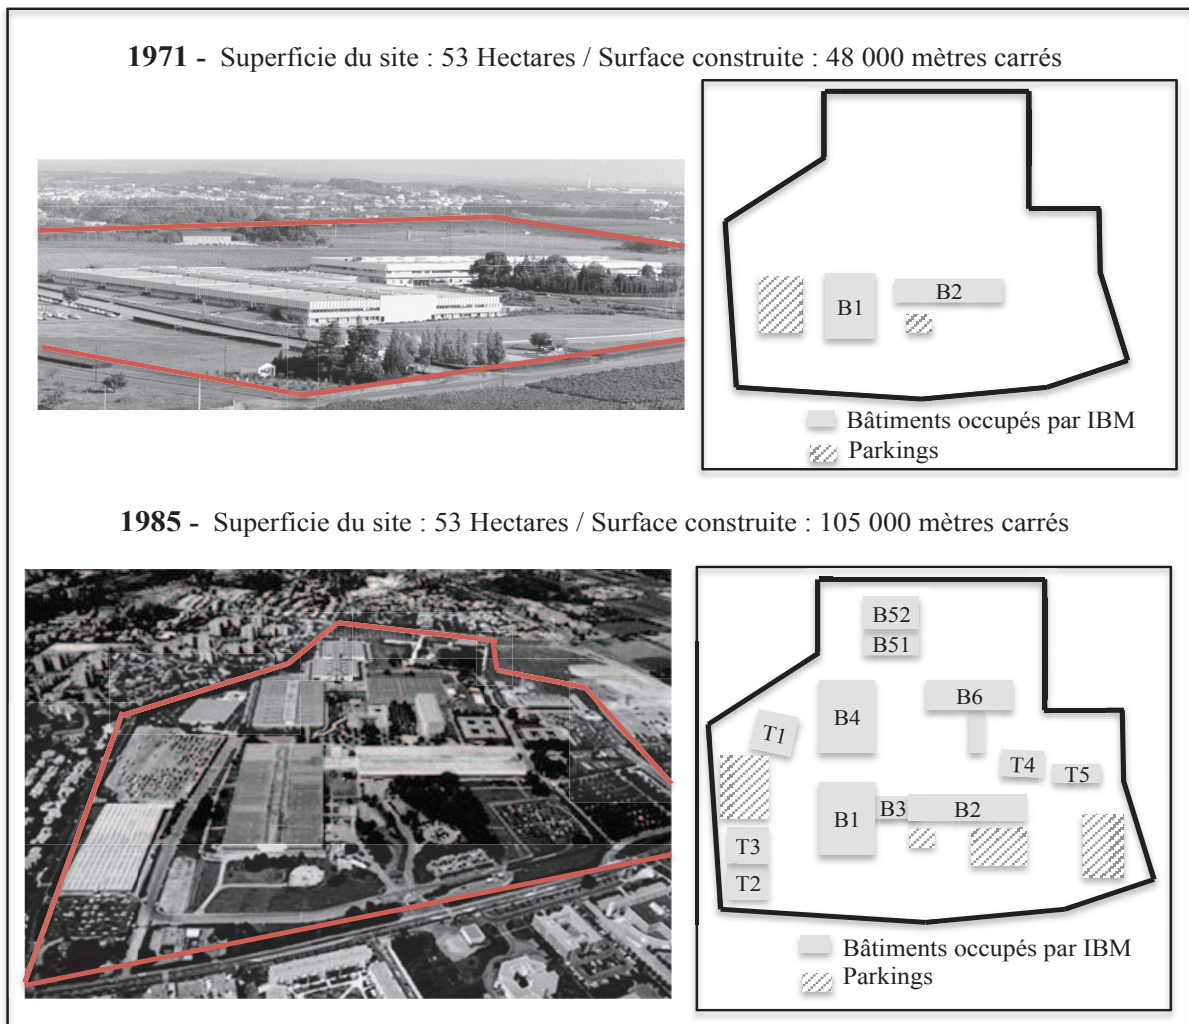 1971 - Superficie du site : 53 Hectares / Surface construite : 48 000 mètres carrés
B1
B2
Bâtiments occupés par IBM
Parkings
1985 - Superficie du site : 53 Hectares / Surface construite : 105 000 mètres carrés
B52
B51
B6
B4
T1
T4
T5
B1
B3
B2
T3
T2
Bâtiments occupés par IBM
Parkings